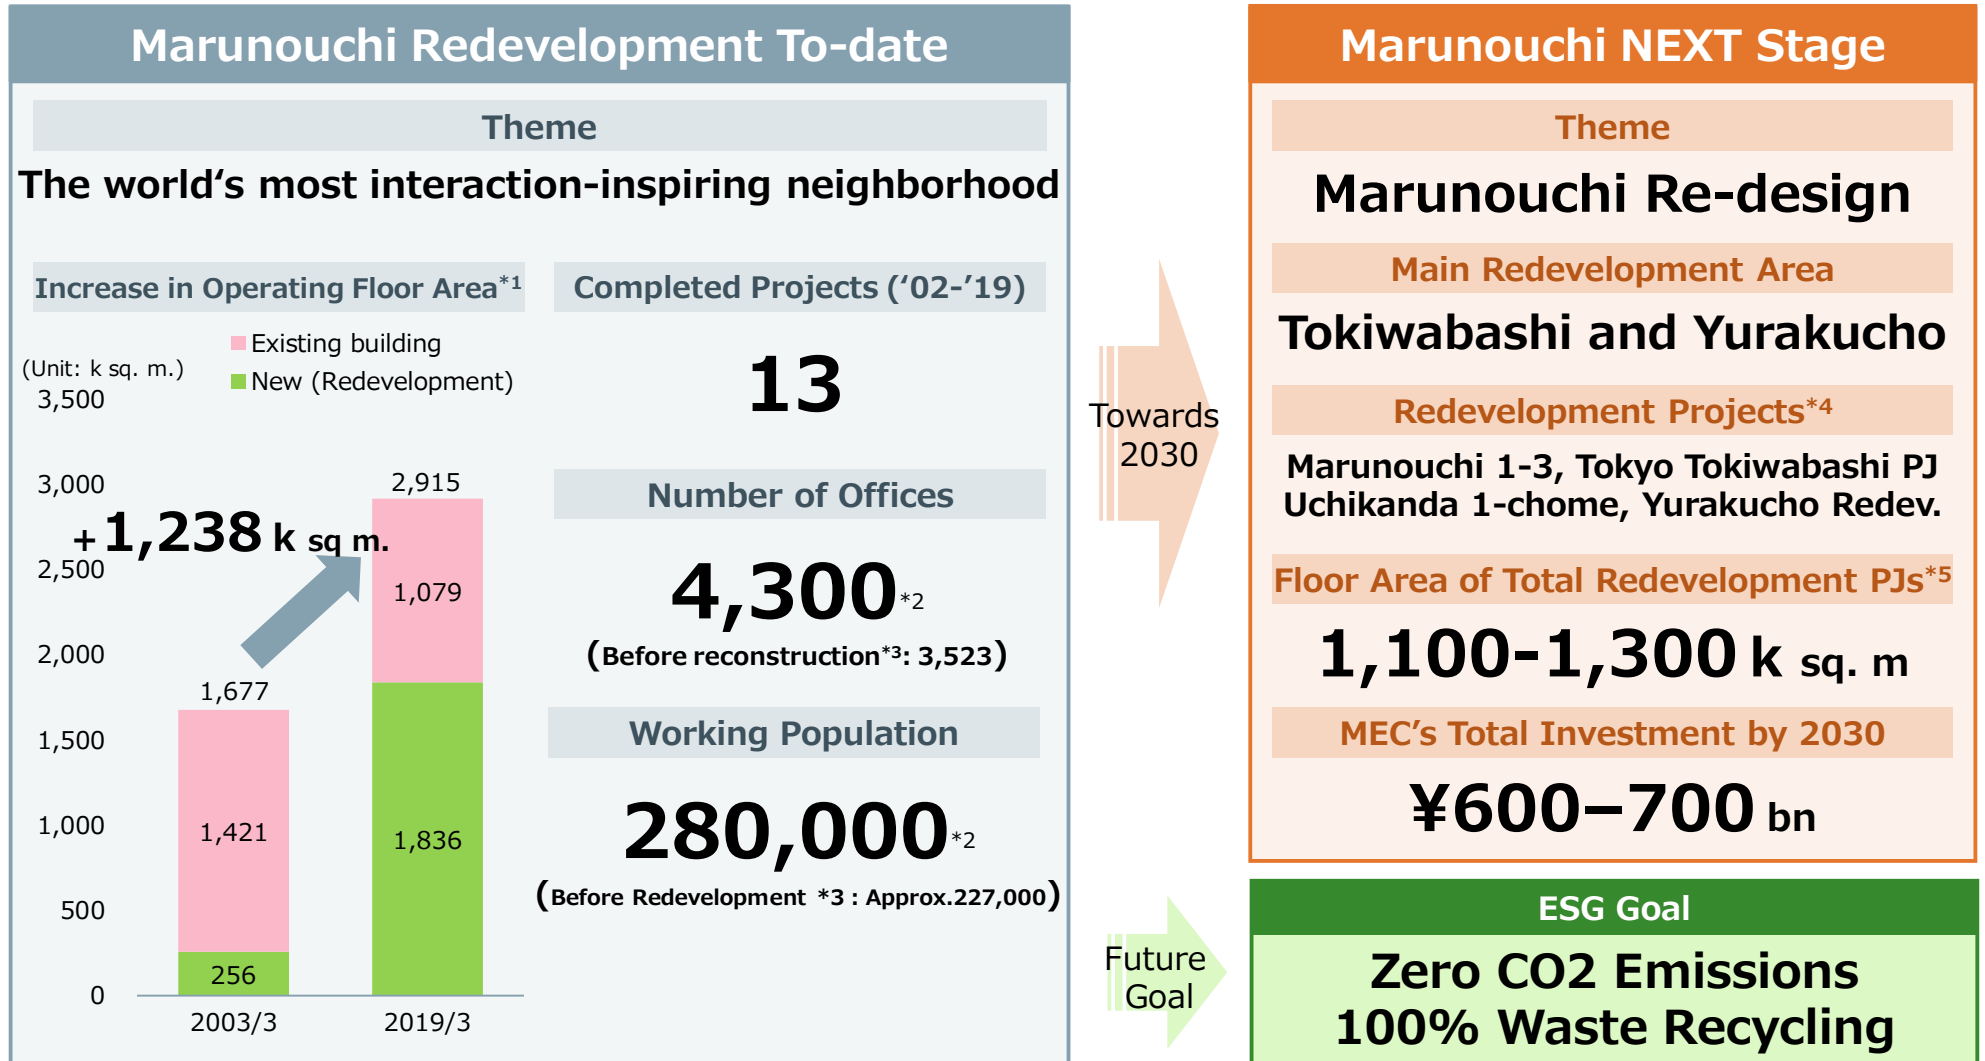 Marunouchi Redevelopment To-date
Theme
The world‘s most interaction-inspiring neighborhood
Increase in Operating Floor Area*1
(Unit: k sq. m.)
Existing building
New (Redevelopment)
3,500
3,000
2,500
2,000
1,500
1,000
500
0
+1,238 k sq m.
1,677
1,421
256
2,915
1,079
1,836
2003/3
2019/3
Completed Projects (‘02-’19)
13
Number of Offices
4,300*2
(Before reconstruction*3: 3,523)
Working Population
280,000*2
(Before Redevelopment *3 : Approx.227,000)
Towards
2030
Future
Goal
Marunouchi NEXT Stage
Theme
Marunouchi Re-design
Main Redevelopment Area
Tokiwabashi and Yurakucho
Redevelopment Projects*4
Marunouchi 1-3, Tokyo Tokiwabashi PJ
Uchikanda 1-chome, Yurakucho Redev.
Floor Area of Total Redevelopment PJs*5
1,100-1,300 k sq. m
MEC’s Total Investment by 2030
¥600–700 bn
ESG Goal
Zero CO2 Emissions
100% Waste Recycling